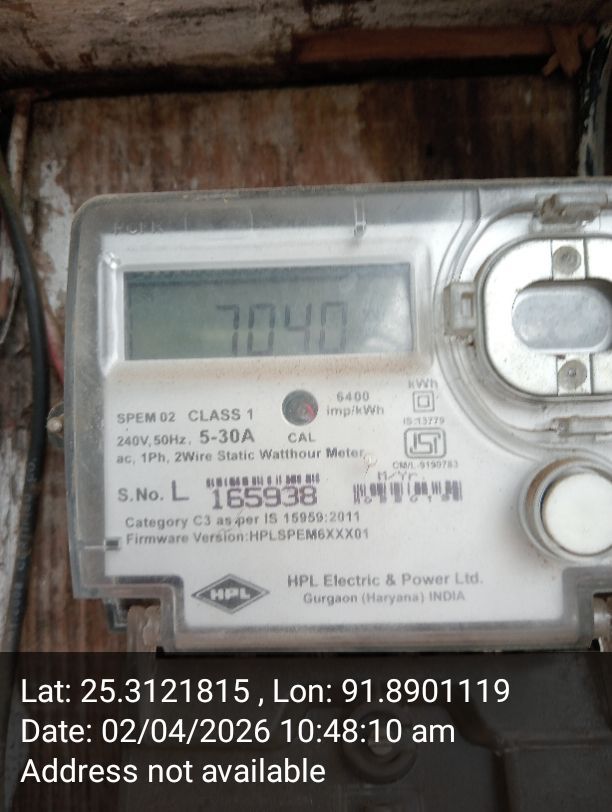 7040
kWh
6400
imp/kWh
SPEM 02 CLASS 1
240V,50Hz, 5-30A
CAL
IS:13779
ac, 1Ph, 2Wire Static Watthour Meter
CM/L-9190783
M/Yr.
S.No. L 165938
Category C3 as per IS 15959:2011
Firmware Version:HPLSPEM6XXX01
HPL
HPL Electric & Power Ltd.
Gurgaon (Haryana) INDIA
Lat: 25.3121815 , Lon: 91.8901119
Date: 02/04/2026 10:48:10 am
Address not available